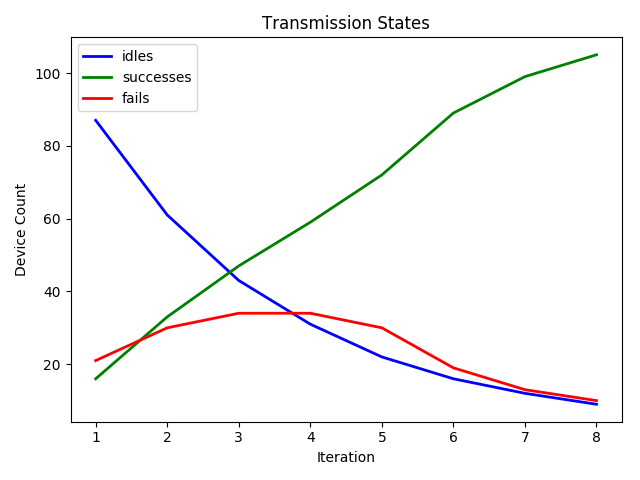 Transmission States
idles
successes
fails
100
80
60
40
20
Device Count
1 2 3 4 5 6 7 8
Iteration